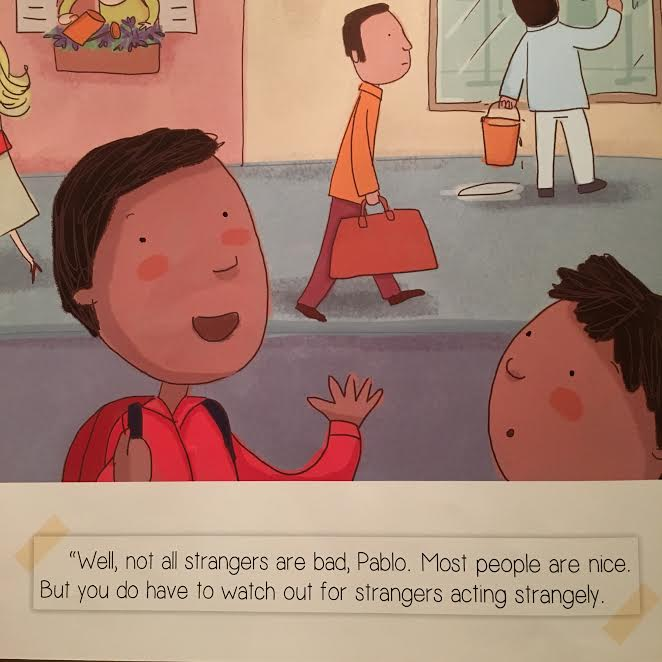 “Well, not all strangers are bad, Pablo. Most people are nice.
But you do have to watch out for strangers acting strangely.